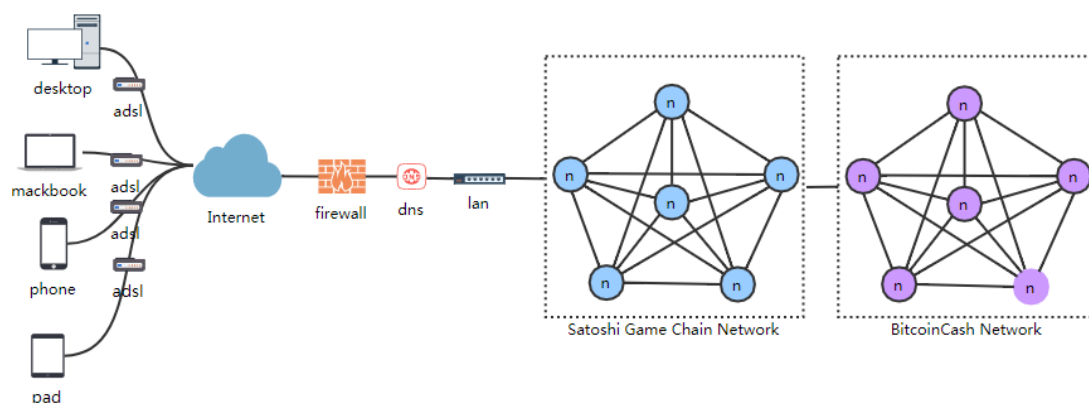 desktop
adsl
mackbook
adsl
adsl
phone
adsl
pad
Internet
firewall
dns
lan
n
n
n
n
n
n
Satoshi Game Chain Network
n
n
n
n
n
n
BitcoinCash Network